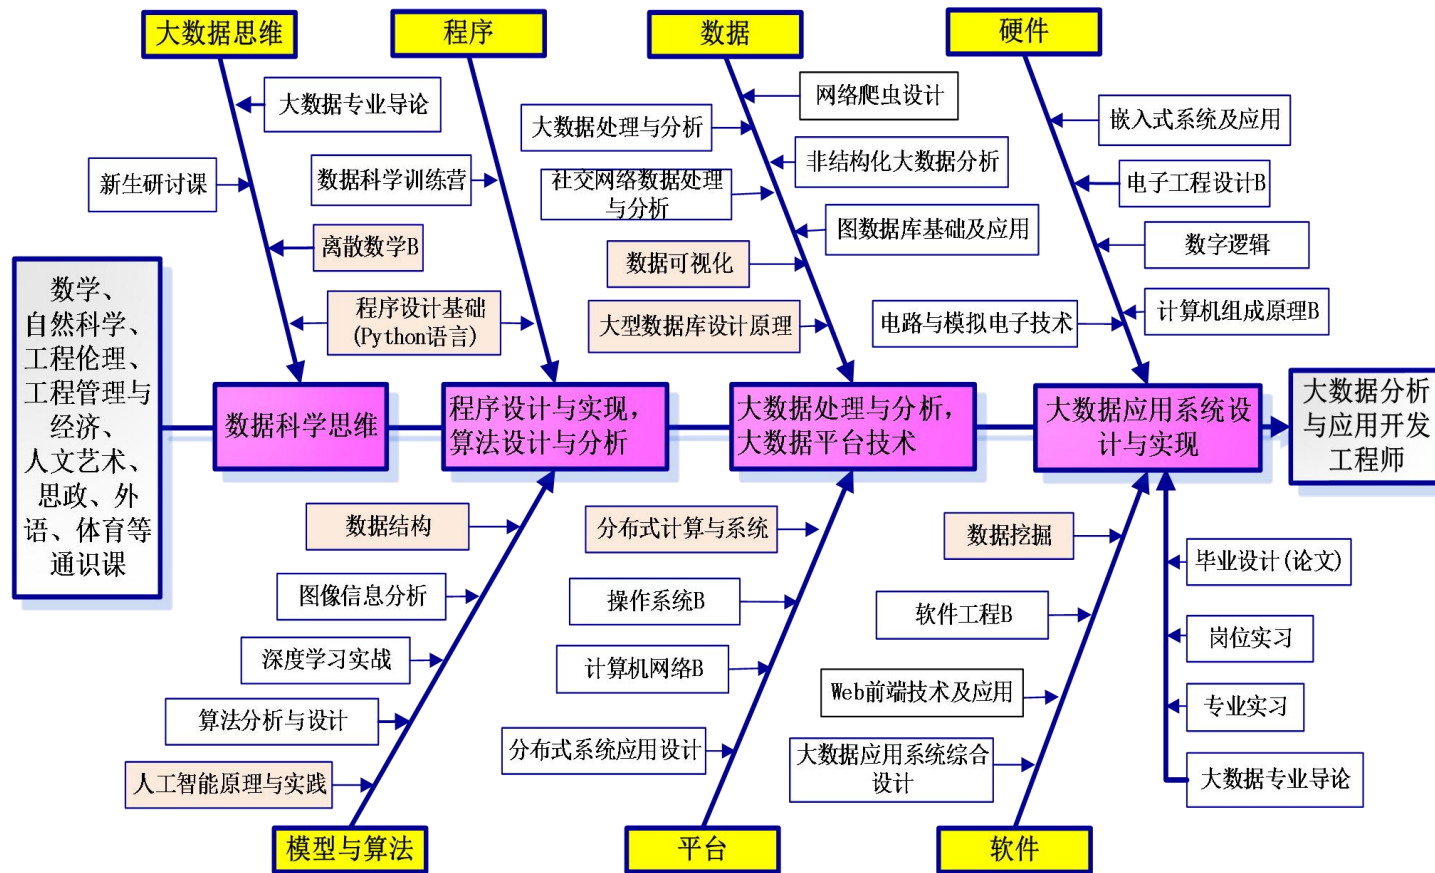 大数据思维
程序
数据
硬件
大数据专业导论
新生研讨课
离散数学B
程序设计基础
(Python语言)
数据科学训练营
网络爬虫设计
大数据处理与分析
非结构化大数据分析
社交网络数据处理
与分析
图数据库基础及应用
数据可视化
大型数据库设计原理
嵌入式系统及应用
电子工程设计B
数字逻辑
计算机组成原理B
电路与模拟电子技术
数学、
自然科学、
工程伦理、
工程管理与
经济、
人文艺术、
思政、外
语、体育等
通识课
数据科学思维
程序设计与实现,
算法设计与分析
大数据处理与分析,
大数据平台技术
大数据应用系统设
计与实现
大数据分析
与应用开发
工程师
数据结构
图像信息分析
深度学习实战
算法分析与设计
人工智能原理与实践
分布式计算与系统
操作系统B
计算机网络B
分布式系统应用设计
数据挖掘
软件工程B
Web前端技术及应用
大数据应用系统综合
设计
毕业设计(论文)
岗位实习
专业实习
大数据专业导论
模型与算法
平台
软件